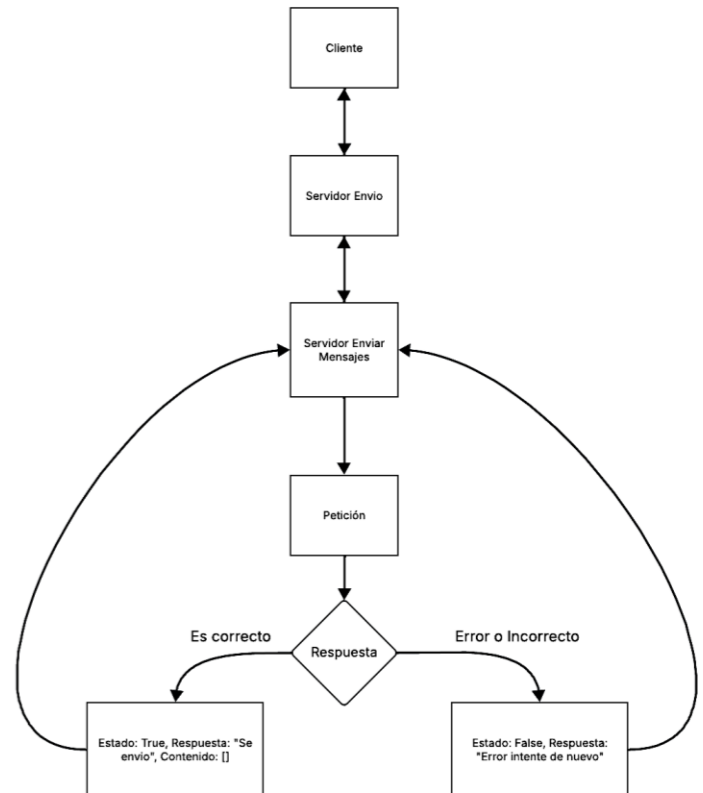 Cliente
Servidor Envio
Servidor Enviar
Mensajes
Petición
Respuesta
Es correcto
Error o Incorrecto
Estado: True, Respuesta: "Se
envio", Contenido: []
Estado: False, Respuesta:
"Error intente de nuevo"